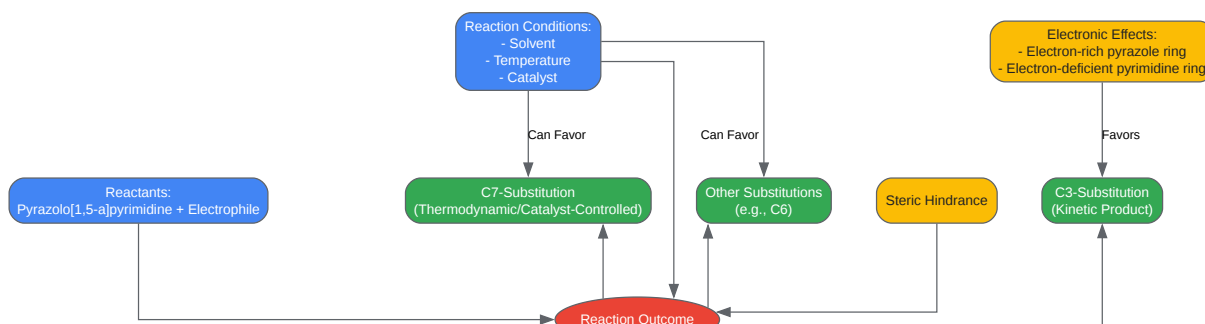 Reaction Conditions:
- Solvent
- Temperature
- Catalyst
Electronic Effects:
- Electron-rich pyrazole ring
- Electron-deficient pyrimidine ring
Can Favor
Can Favor
Favors
Reactants:
Pyrazolo[1,5-a]pyrimidine + Electrophile
C7-Substitution
(Thermodynamic/Catalyst-Controlled)
Other Substitutions
(e.g., C6)
Steric Hindrance
C3-Substitution
(Kinetic Product)
Reaction Outcome